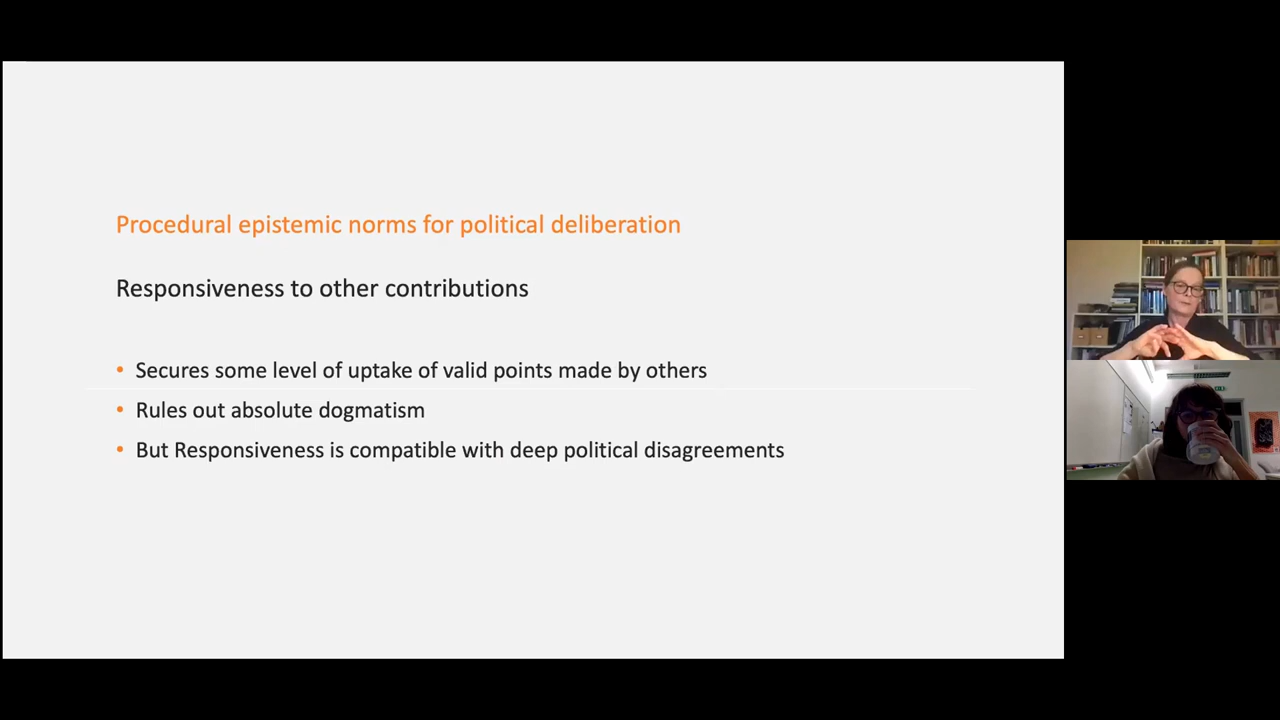 Procedural epistemic norms for political deliberation
Responsiveness to other contributions
• Secures some level of uptake of valid points made by others
• Rules out absolute dogmatism
• But Responsiveness is compatible with deep political disagreements